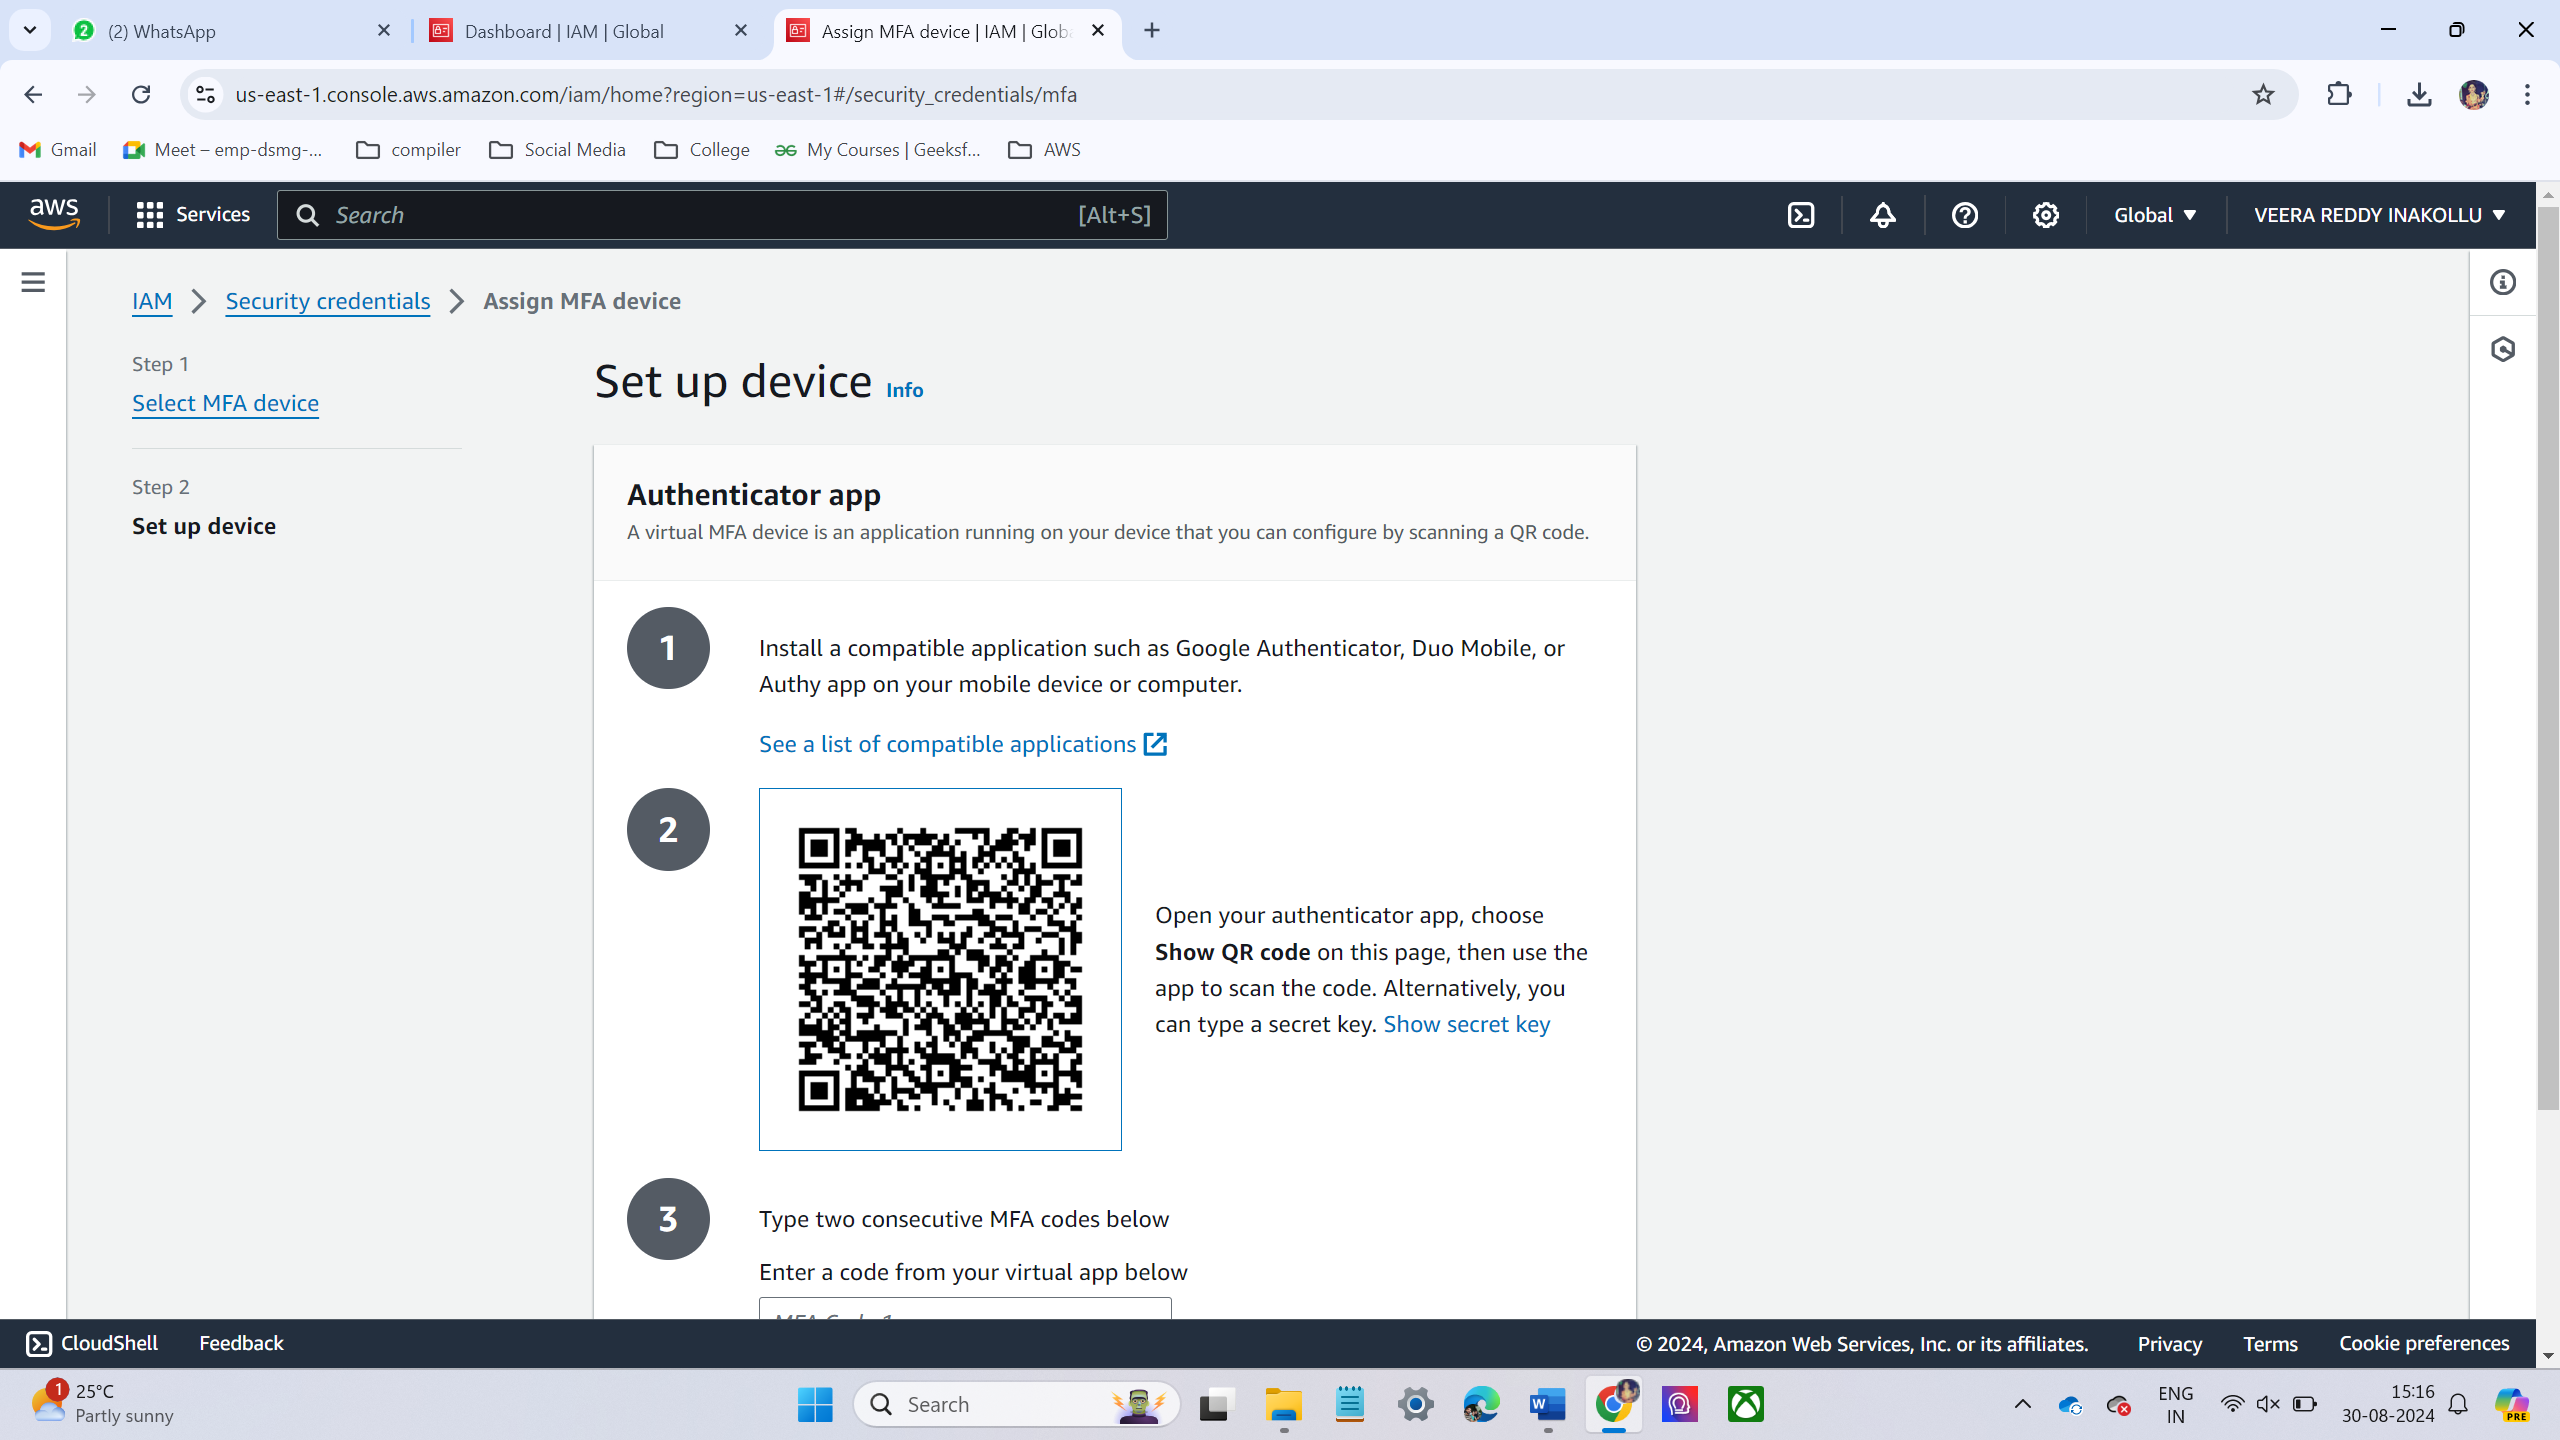 2 (2) WhatsApp
Dashboard | IAM | Global
Assign MFA device | IAM | Glob
us-east-1.console.aws.amazon.com/iam/home?region=us-east-1#/security_credentials/mfa
Gmail
Meet – emp-dsmg-...
compiler
Social Media
College
My Courses | Geeksf...
AWS
aws
Services
Search
[Alt+S]
Global
VEERA REDDY INAKOLLU
IAM
Security credentials
Assign MFA device
Step 1
Select MFA device
Step 2
Set up device
Set up device Info
Authenticator app
A virtual MFA device is an application running on your device that you can configure by scanning a QR code.
1
Install a compatible application such as Google Authenticator, Duo Mobile, or
Authy app on your mobile device or computer.
See a list of compatible applications
2
Open your authenticator app, choose
Show QR code on this page, then use the
app to scan the code. Alternatively, you
can type a secret key. Show secret key
3
Type two consecutive MFA codes below
Enter a code from your virtual app below
MFA Code 1
CloudShell
Feedback
© 2024, Amazon Web Services, Inc. or its affiliates.
Privacy
Terms
Cookie preferences
1
25°C
Partly sunny
Search
W
ENG
IN
15:16
30-08-2024
PRE